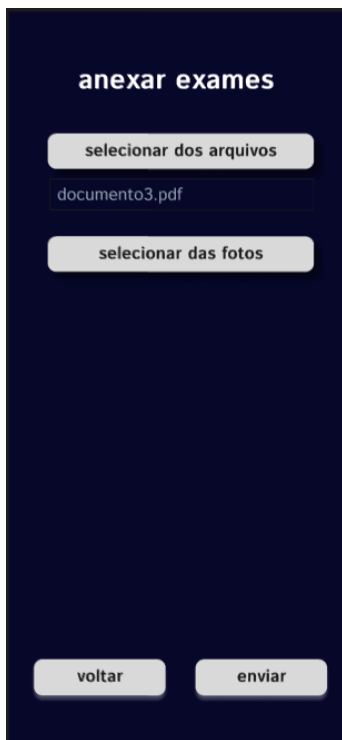 anexar exames
selecionar dos arquivos
documento3.pdf
selecionar das fotos
voltar
enviar